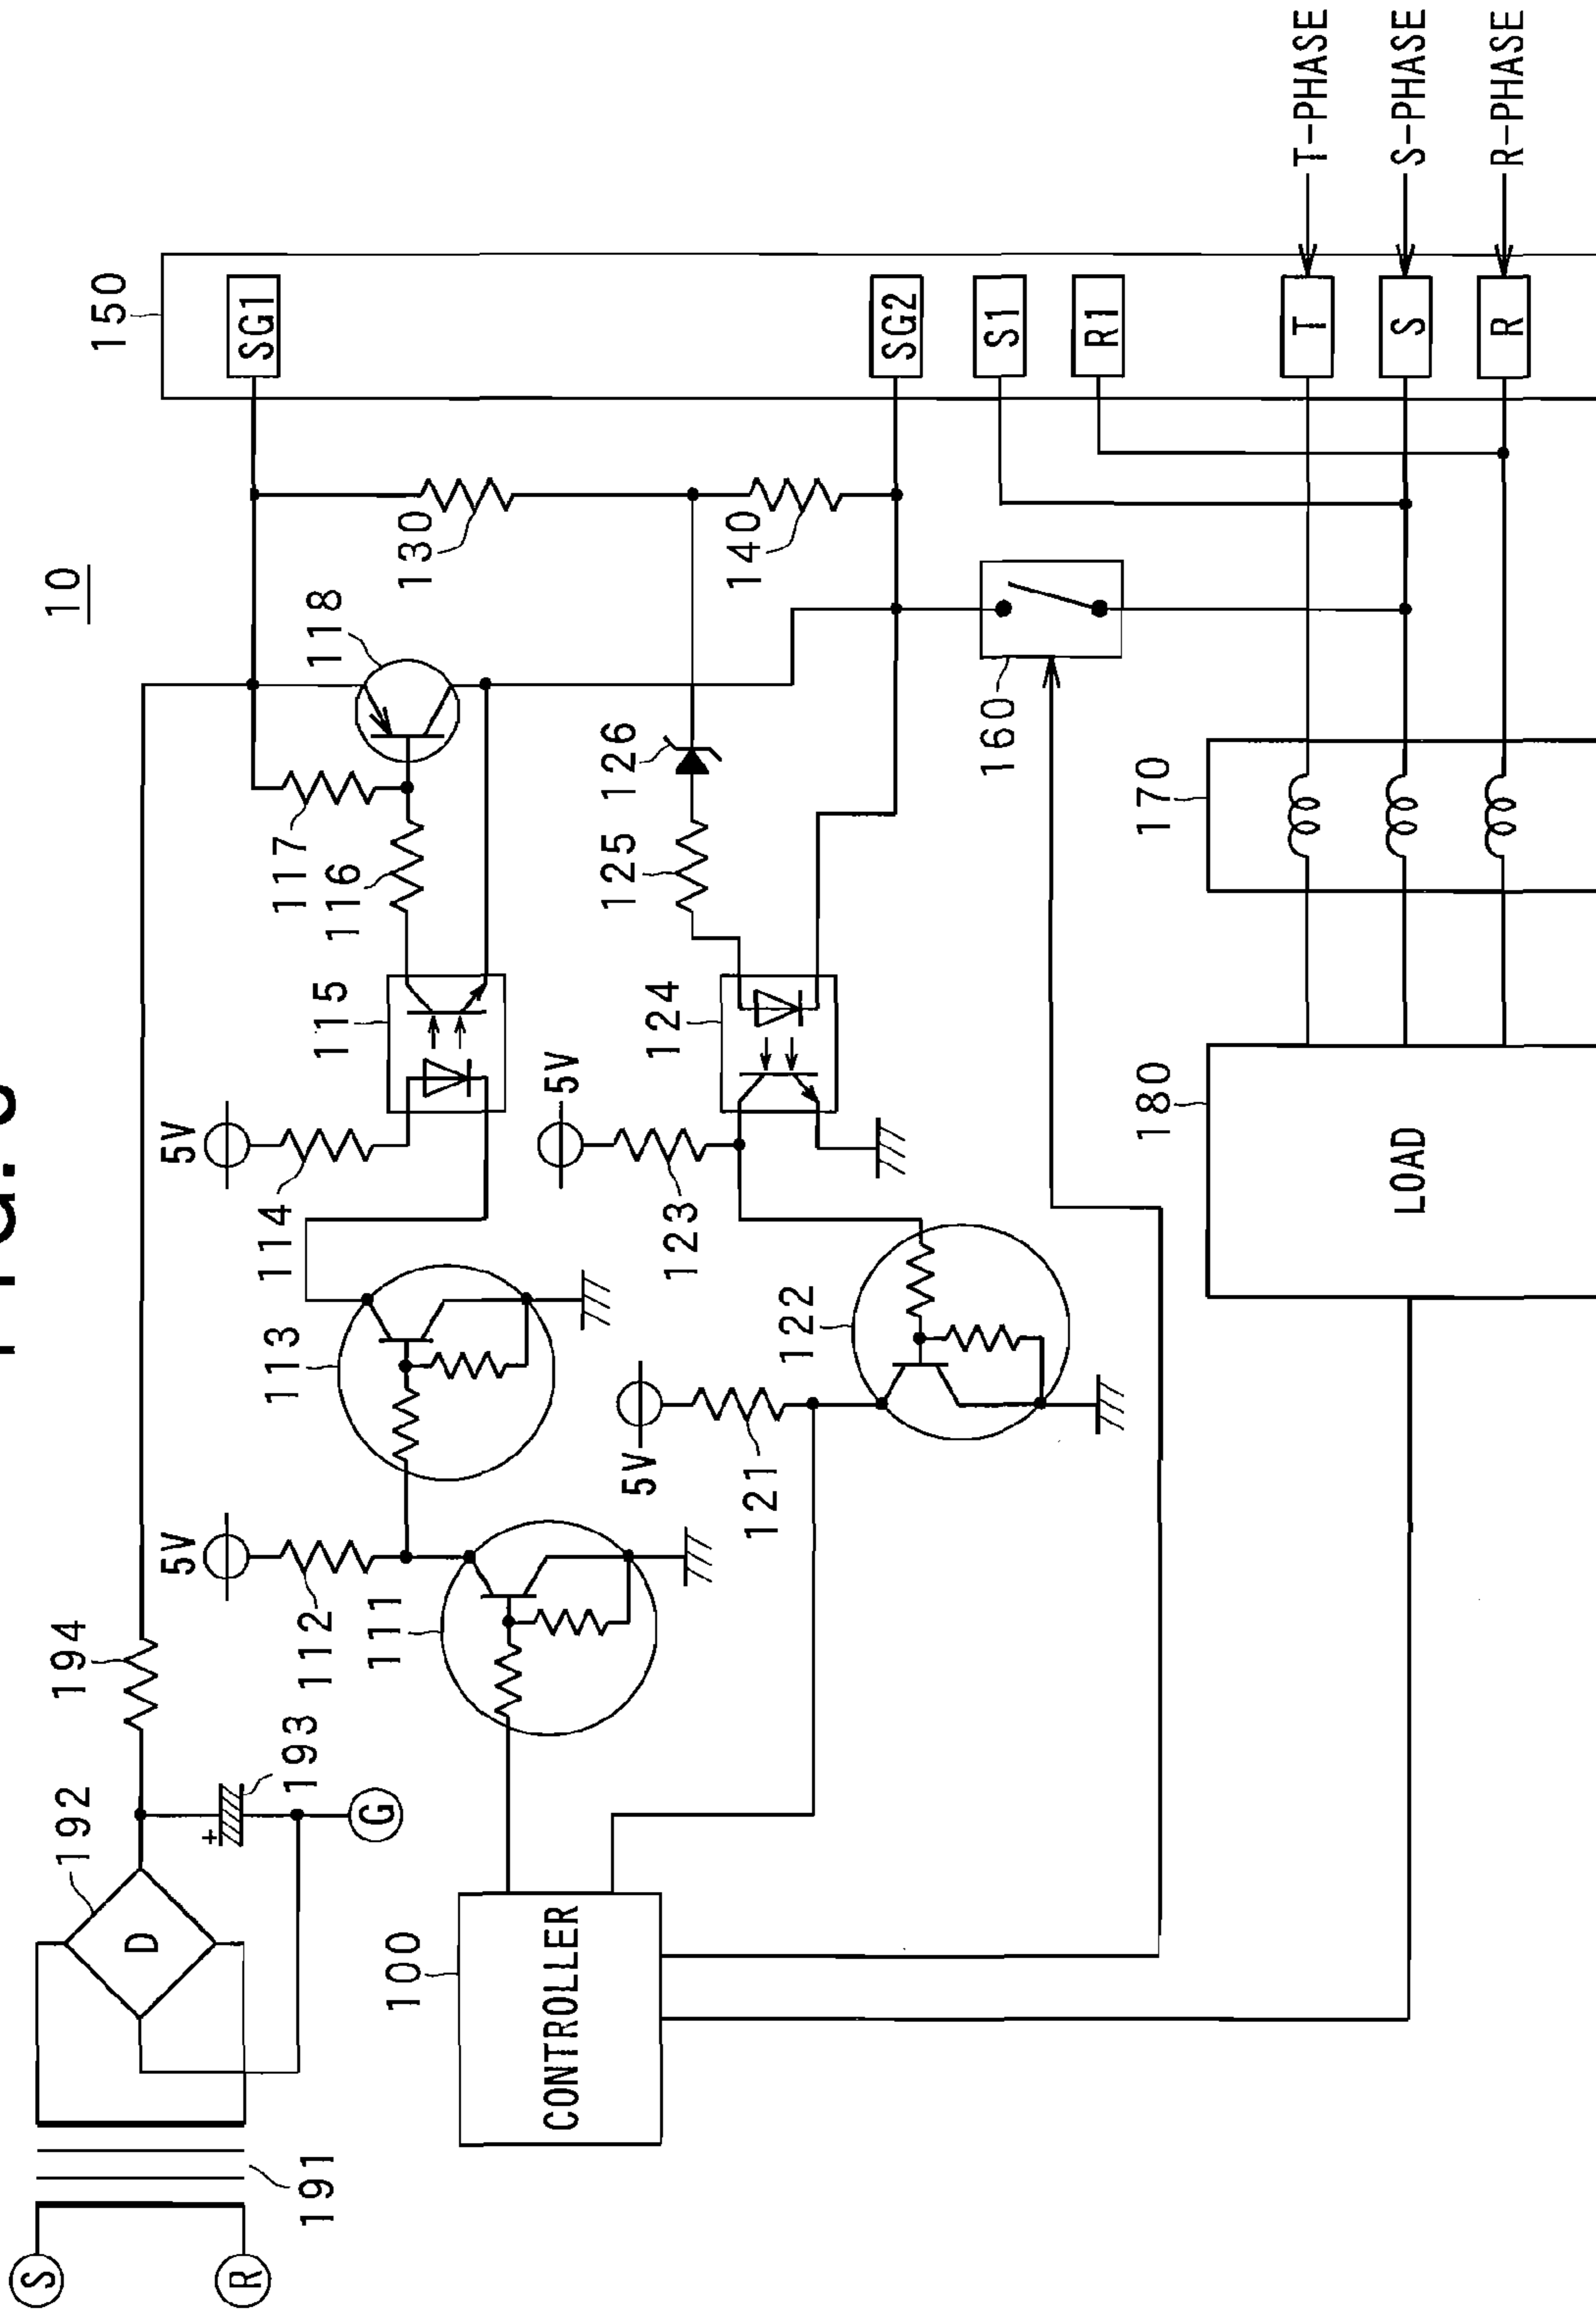 10
S
194
192
150
D
5V
5V
R
SG1
193
114
113
117
191
112
115
118
116
G
111
100
130
CONTROLLER
5V
125
126
5V
124
123
140
121
122
SG2
160
S1
R1
180
170
T
T-PHASE
LOAD
S
S-PHASE
R
R-PHASE